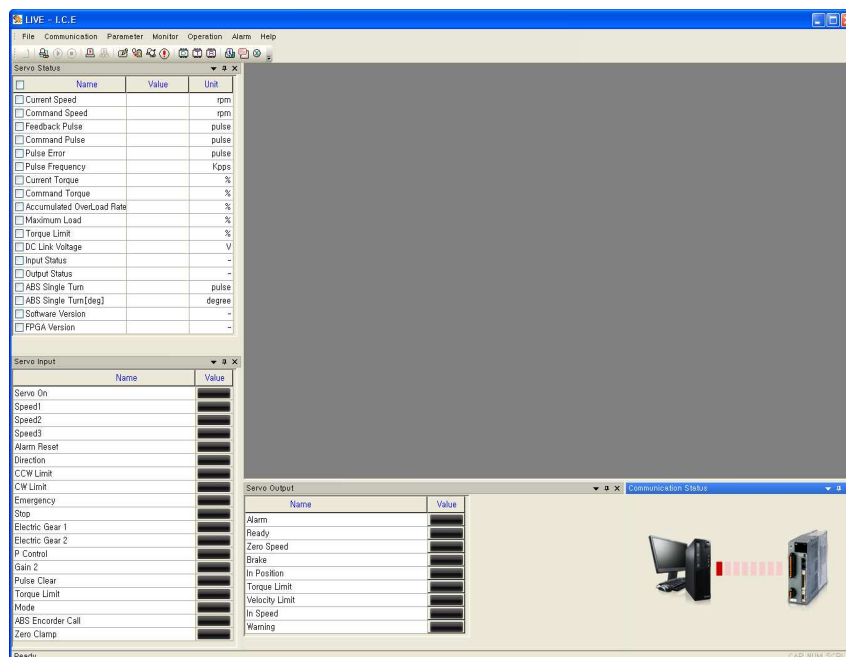 LIVE - I.C.E
File Communication Parameter Monitor Operation Alarm Help
Servo Status
Name Value Unit
Current Speed rpm
Command Speed rpm
Feedback Pulse pulse
Command Pulse pulse
Pulse Error pulse
Pulse Frequency Kpps
Current Torque %
Command Torque %
Accumulated OverLoad Rate %
Maximum Load %
Torque Limit %
DC Link Voltage V
Input Status -
Output Status -
ABS Single Turn pulse
ABS Single Turn[deg] degree
Software Version -
FPGA Version -
Servo Input
Name Value
Servo On
Speed1
Speed2
Speed3
Alarm Reset
Direction
CCW Limit
CW Limit
Emergency
Stop
Electric Gear 1
Electric Gear 2
P Control
Gain 2
Pulse Clear
Torque Limit
Mode
ABS Encorder Call
Zero Clamp
Servo Output
Name Value
Alarm
Ready
Zero Speed
Brake
In Position
Torque Limit
Velocity Limit
In Speed
Warning
Communication Status
Ready
CAP NUM SCRL